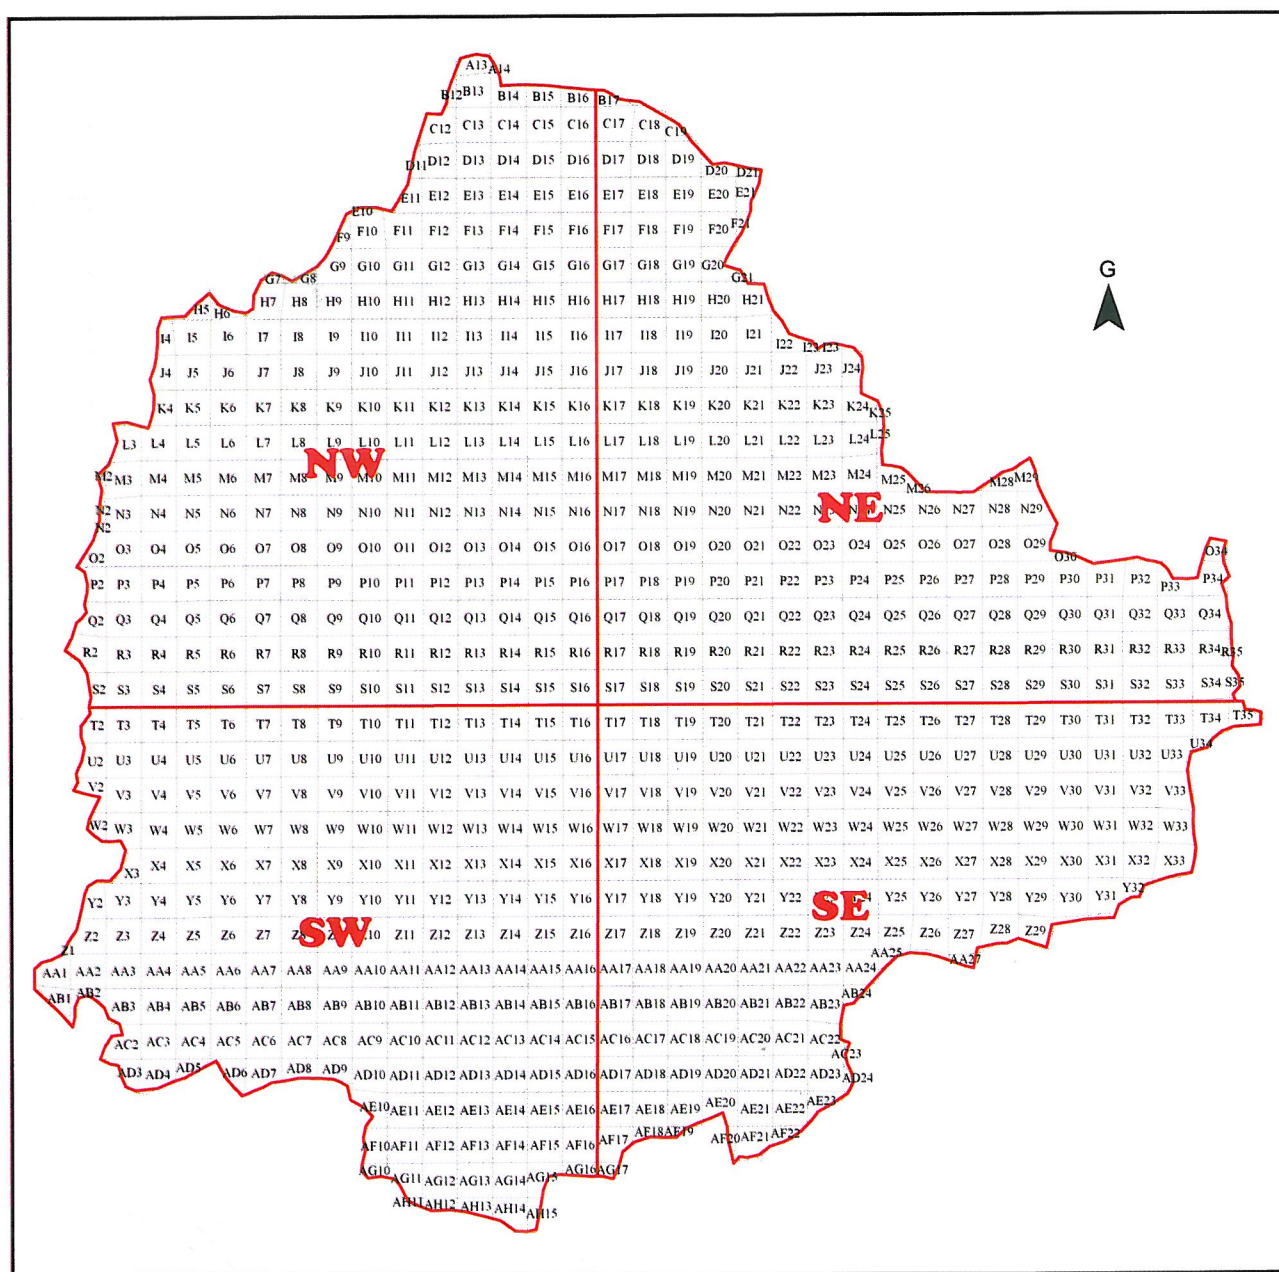 A13 A14
B12 B13 B14 B15 B16 B17
C12 C13 C14 C15 C16 C17 C18 C19
D11 D12 D13 D14 D15 D16 D17 D18 D19 D20 D21
E10 E11 E12 E13 E14 E15 E16 E17 E18 E19 E20 E21
F9 F10 F11 F12 F13 F14 F15 F16 F17 F18 F19 F20 F21
G7 G8 G9 G10 G11 G12 G13 G14 G15 G16 G17 G18 G19 G20 G21
G
H5 H6 H7 H8 H9 H10 H11 H12 H13 H14 H15 H16 H17 H18 H19 H20 H21
I4 I5 I6 I7 I8 I9 I10 I11 I12 I13 I14 I15 I16 I17 I18 I19 I20 I21 I22 I23 I23
J4 J5 J6 J7 J8 J9 J10 J11 J12 J13 J14 J15 J16 J17 J18 J19 J20 J21 J22 J23 J24
K4 K5 K6 K7 K8 K9 K10 K11 K12 K13 K14 K15 K16 K17 K18 K19 K20 K21 K22 K23 K24 K25
L3 L4 L5 L6 L7 L8 L9 L10 L11 L12 L13 L14 L15 L16 L17 L18 L19 L20 L21 L22 L23 L24 L25
NW
M2 M3 M4 M5 M6 M7 M8 M9 M10 M11 M12 M13 M14 M15 M16 M17 M18 M19 M20 M21 M22 M23 M24 M25 M26 M28 M29
NE
N2 N3 N4 N5 N6 N7 N8 N9 N10 N11 N12 N13 N14 N15 N16 N17 N18 N19 N20 N21 N22 N25 N26 N27 N28 N29
N2
O2 O3 O4 O5 O6 O7 O8 O9 O10 O11 O12 O13 O14 O15 O16 O17 O18 O19 O20 O21 O22 O23 O24 O25 O26 O27 O28 O29 O30 O34
P2 P3 P4 P5 P6 P7 P8 P9 P10 P11 P12 P13 P14 P15 P16 P17 P18 P19 P20 P21 P22 P23 P24 P25 P26 P27 P28 P29 P30 P31 P32 P33 P34
Q2 Q3 Q4 Q5 Q6 Q7 Q8 Q9 Q10 Q11 Q12 Q13 Q14 Q15 Q16 Q17 Q18 Q19 Q20 Q21 Q22 Q23 Q24 Q25 Q26 Q27 Q28 Q29 Q30 Q31 Q32 Q33 Q34
R2 R3 R4 R5 R6 R7 R8 R9 R10 R11 R12 R13 R14 R15 R16 R17 R18 R19 R20 R21 R22 R23 R24 R25 R26 R27 R28 R29 R30 R31 R32 R33 R34 R35
S2 S3 S4 S5 S6 S7 S8 S9 S10 S11 S12 S13 S14 S15 S16 S17 S18 S19 S20 S21 S22 S23 S24 S25 S26 S27 S28 S29 S30 S31 S32 S33 S34 S35
T2 T3 T4 T5 T6 T7 T8 T9 T10 T11 T12 T13 T14 T15 T16 T17 T18 T19 T20 T21 T22 T23 T24 T25 T26 T27 T28 T29 T30 T31 T32 T33 T34 T35
U2 U3 U4 U5 U6 U7 U8 U9 U10 U11 U12 U13 U14 U15 U16 U17 U18 U19 U20 U21 U22 U23 U24 U25 U26 U27 U28 U29 U30 U31 U32 U33 U34
V2 V3 V4 V5 V6 V7 V8 V9 V10 V11 V12 V13 V14 V15 V16 V17 V18 V19 V20 V21 V22 V23 V24 V25 V26 V27 V28 V29 V30 V31 V32 V33
W2 W3 W4 W5 W6 W7 W8 W9 W10 W11 W12 W13 W14 W15 W16 W17 W18 W19 W20 W21 W22 W23 W24 W25 W26 W27 W28 W29 W30 W31 W32 W33
X3 X4 X5 X6 X7 X8 X9 X10 X11 X12 X13 X14 X15 X16 X17 X18 X19 X20 X21 X22 X23 X24 X25 X26 X27 X28 X29 X30 X31 X32 X33
Y2 Y3 Y4 Y5 Y6 Y7 Y8 Y9 Y10 Y11 Y12 Y13 Y14 Y15 Y16 Y17 Y18 Y19 Y20 Y21 Y22 Y25 Y26 Y27 Y28 Y29 Y30 Y31 Y32
SE
SW
Z1 Z2 Z3 Z4 Z5 Z6 Z7 Z11 Z12 Z13 Z14 Z15 Z16 Z17 Z18 Z19 Z20 Z21 Z22 Z23 Z24 Z25 Z26 Z27 Z28 Z29
AA1 AA2 AA3 AA4 AA5 AA6 AA7 AA8 AA9 AA10 AA11 AA12 AA13 AA14 AA15 AA16 AA17 AA18 AA19 AA20 AA21 AA22 AA23 AA24 AA25 AA27
AB1 AB2 AB3 AB4 AB5 AB6 AB7 AB8 AB9 AB10 AB11 AB12 AB13 AB14 AB15 AB16 AB17 AB18 AB19 AB20 AB21 AB22 AB23 AB24
AC2 AC3 AC4 AC5 AC6 AC7 AC8 AC9 AC10 AC11 AC12 AC13 AC14 AC15 AC16 AC17 AC18 AC19 AC20 AC21 AC22 AC23
AD3 AD4 AD5 AD6 AD7 AD8 AD9 AD10 AD11 AD12 AD13 AD14 AD15 AD16 AD17 AD18 AD19 AD20 AD21 AD22 AD23 AD24
AE10 AE11 AE12 AE13 AE14 AE15 AE16 AE17 AE18 AE19 AE20 AE21 AE22 AE23
AF10 AF11 AF12 AF13 AF14 AF15 AF16 AF17 AF18 AF19 AF20 AF21 AF22
AG10 AG11 AG12 AG13 AG14 AG15 AG16 AG17
AH11 AH12 AH13 AH14 AH15